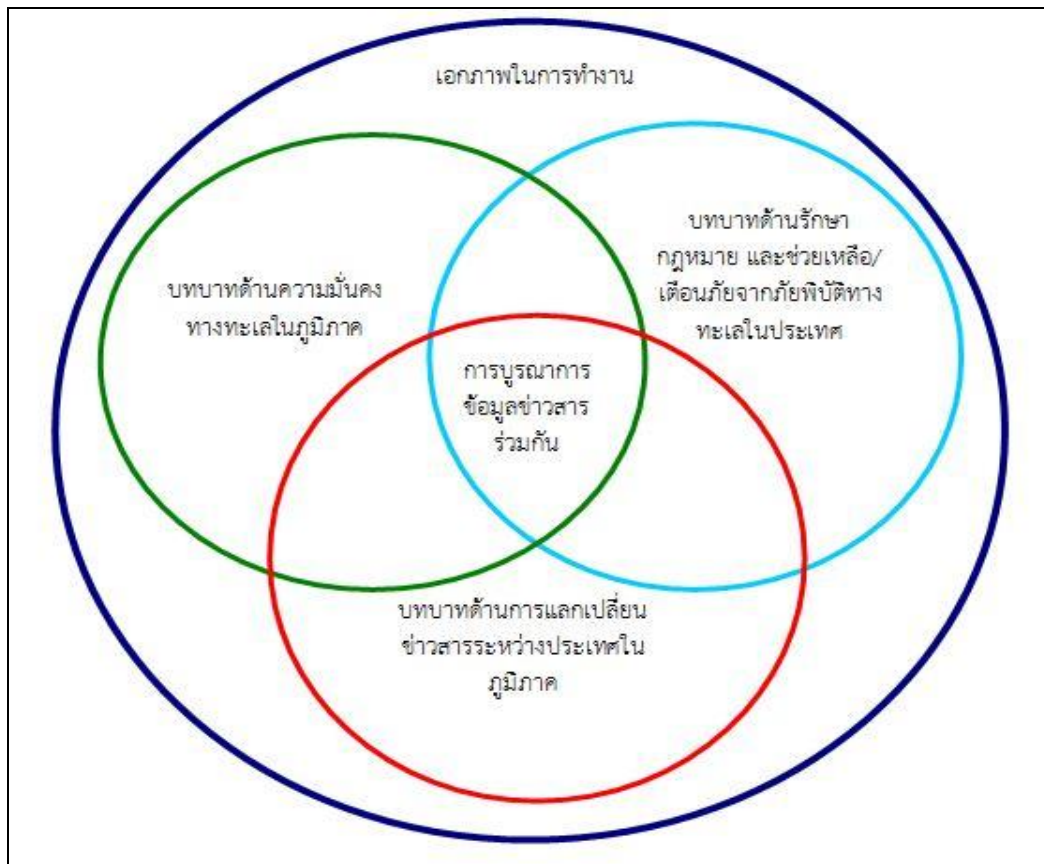 เอกภาพในการทำงาน
บทบาทด้านความมั่นคง
ทางทะเลในภูมิภาค
บทบาทด้านรักษา
กฎหมาย และช่วยเหลือ/
เตือนภัยจากภัยพิบัติทาง
ทะเลในประเทศ
การบูรณาการ
ข้อมูลข่าวสาร
ร่วมกัน
บทบาทด้านการแลกเปลี่ยน
ข่าวสารระหว่างประเทศใน
ภูมิภาค